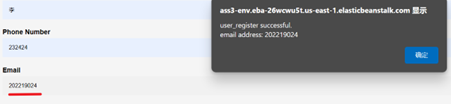 李
Phone Number
232424
Email
202219024
ass3-env.eba-26wcwu5t.us-east-1.elasticbeanstalk.com 显示
user_register successful.
email address: 202219024
确定